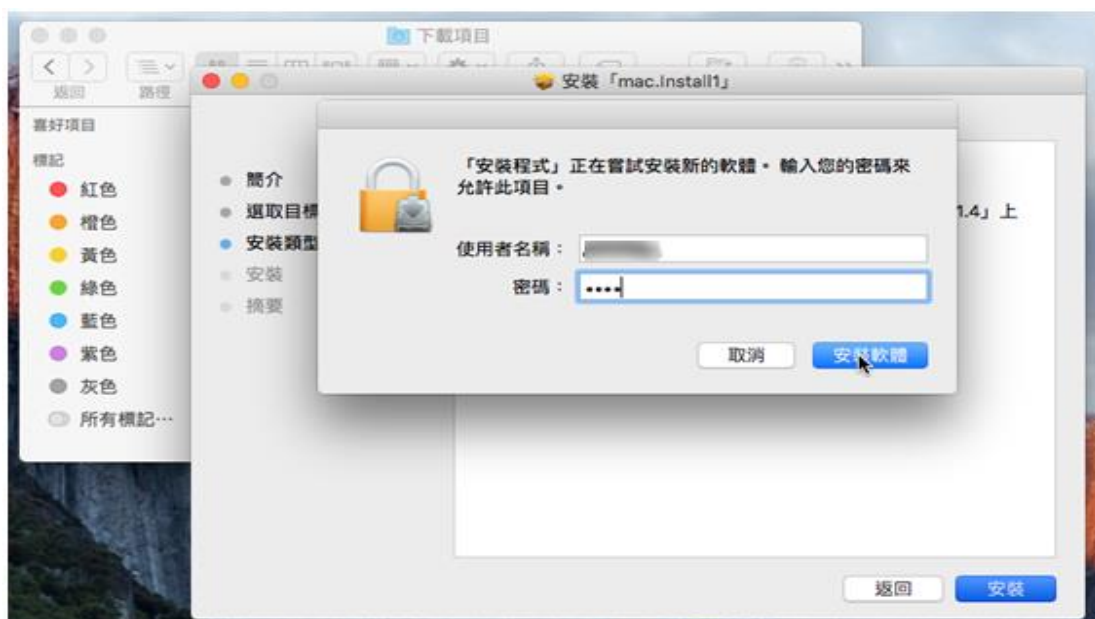 下載項目
返回
路徑
安裝「mac.Install1」
喜好項目
標記
紅色
橙色
黃色
綠色
藍色
紫色
灰色
所有標記…
簡介
選取目標
安裝類型
安裝
摘要
1.4」上
「安裝程式」正在嘗試安裝新的軟體。輸入您的密碼來
允許此項目。
使用者名稱：
密碼：
取消
安裝軟體
返回
安裝